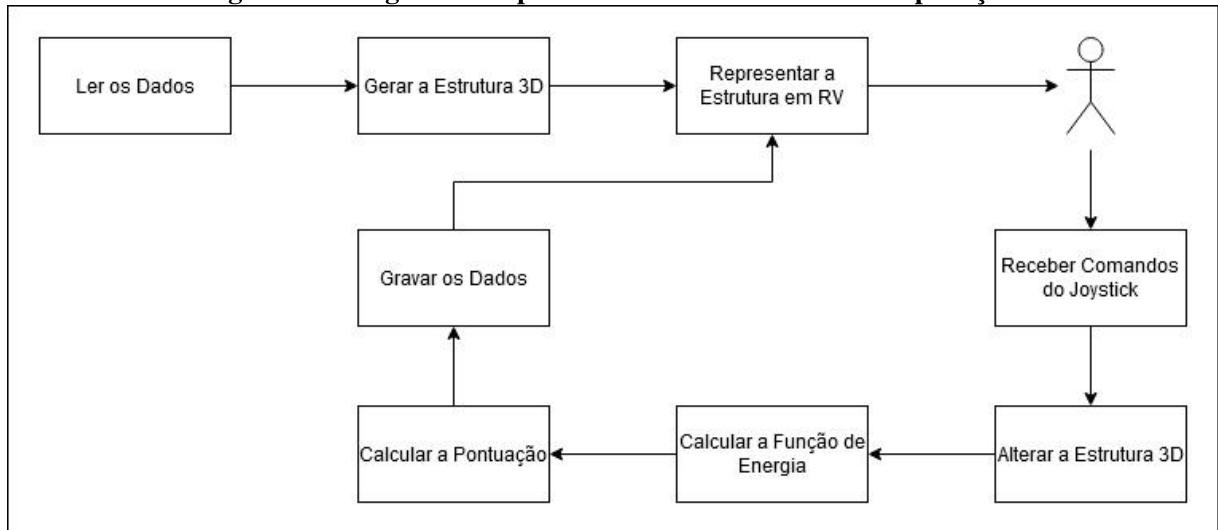 Ler os Dados
Gerar a Estrutura 3D
Representar a
Estrutura em RV
Gravar os Dados
Receber Comandos
do Joystick
Calcular a Pontuação
Calcular a Função de
Energia
Alterar a Estrutura 3D